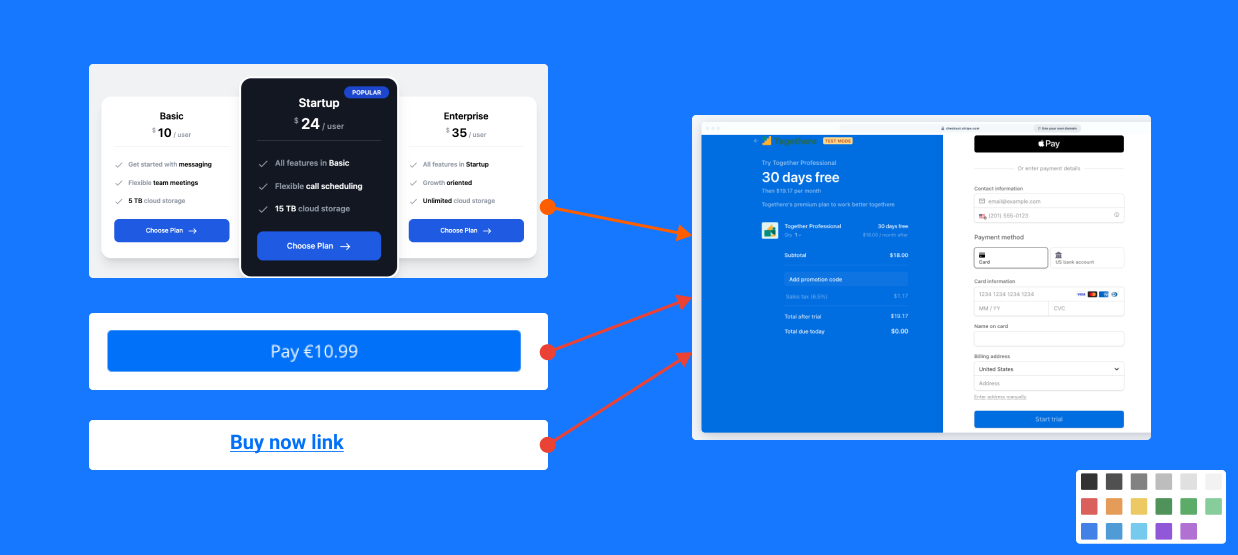 Basic
$ 10 / user
Get started with messaging
Flexible team meetings
5 TB cloud storage
Choose Plan
POPULAR
Startup
$ 24 / user
All features in Basic
Flexible call scheduling
15 TB cloud storage
Choose Plan
Enterprise
$ 35 / user
All features in Startup
Growth oriented
Unlimited cloud storage
Choose Plan
Pay €10.99
Buy now link
checkout.stripe.com
TEST MODE
Try Together Professional
30 days free
Then $19.17 per month
Togethere's premium plan to work better togethere
Together Professional 30 days free
Qty 1 $18.00 / month after
Subtotal $18.00
Add promotion code
Sales tax (6.5%) $1.17
Total after trial $19.17
Total due today $0.00
Pay
Or enter payment details
Contact information
email@example.com
(201) 555-0123
Payment method
Card
US bank account
Card information
1234 1234 1234 1234 VISA
MM / YY CVC
Name on card
Billing address
United States
Address
Enter address manually
Start trial